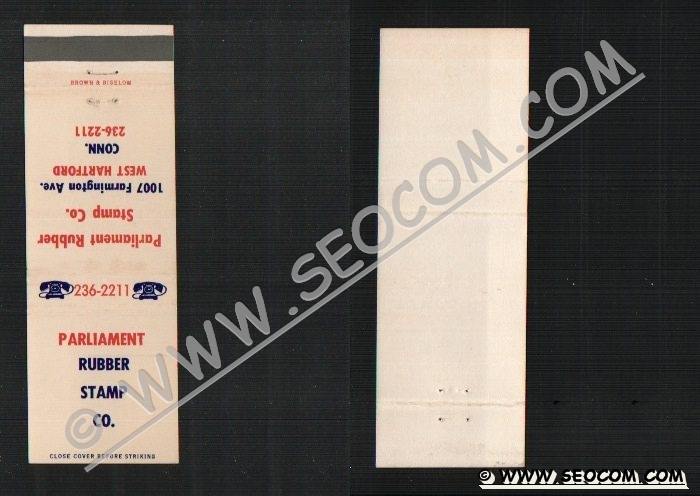 BROWN & BIGELOW
236-2211
CONN.
WEST HARTFORD
1007 Farmington Ave.
Stamp Co.
Parliament Rubber
236-2211
PARLIAMENT
RUBBER
STAMP
CO.
CLOSE COVER BEFORE STRIKING
© WWW.SEOCOM.COM
© WWW.SEOCOM.COM